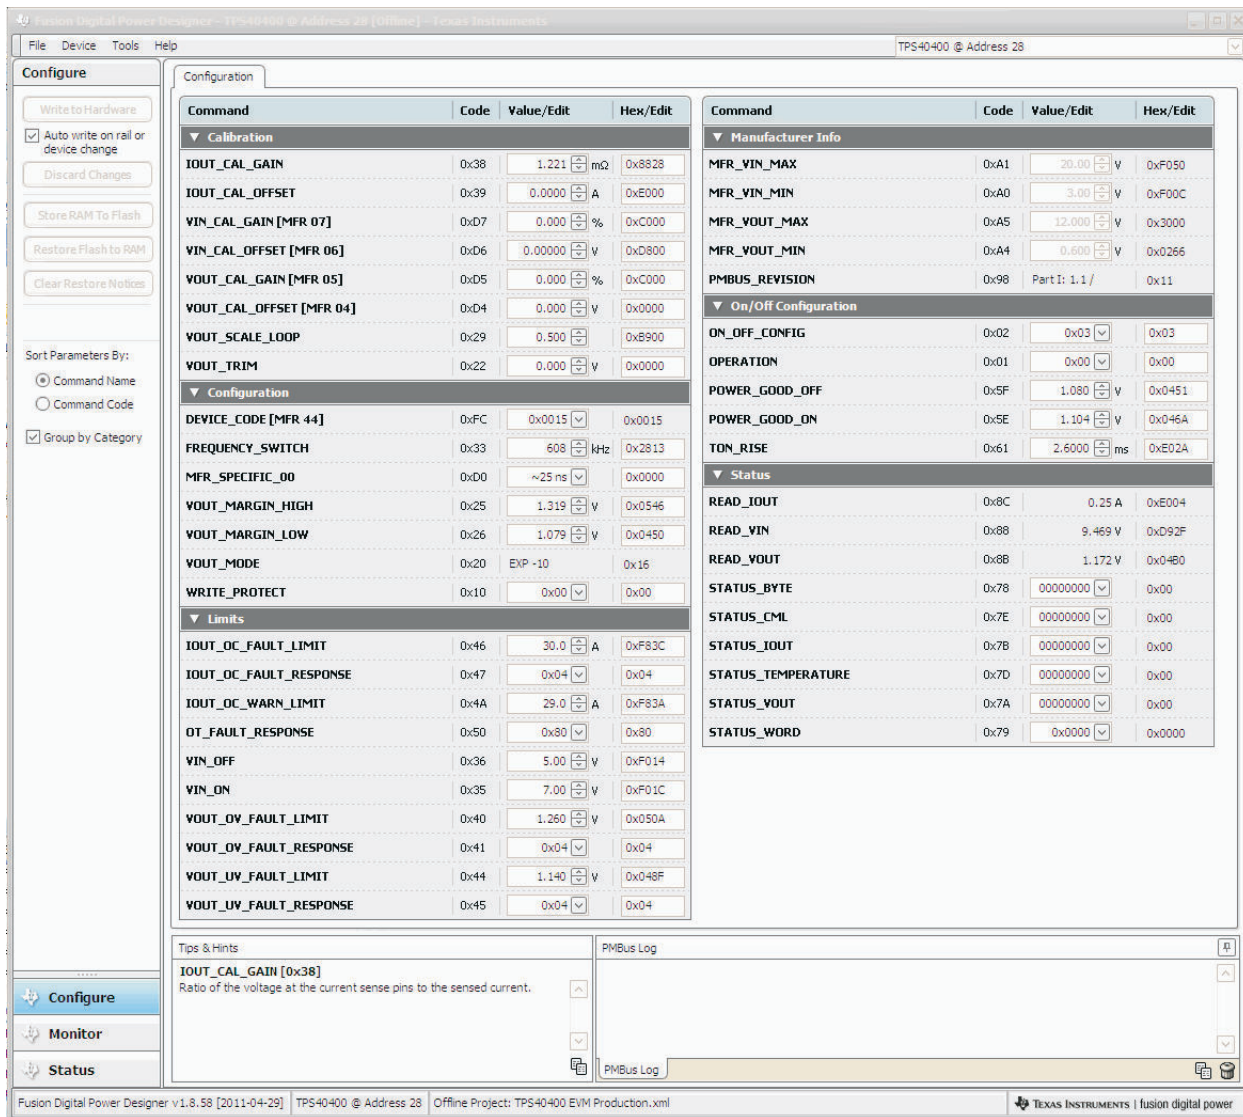 Fusion Digital Power Designer - TPS40400 @ Address 28 [Offline] - Texas Instruments
File Device Tools Help
TPS40400 @ Address 28
Configure
Write to Hardware
Auto write on rail or
device change
Discard Changes
Store RAM To Flash
Restore Flash to RAM
Clear Restore Notices
Sort Parameters By:
Command Name
Command Code
Group by Category
Configuration
Command Code Value/Edit Hex/Edit
▼ Calibration
IOUT_CAL_GAIN 0x38 1.221 mΩ 0x8828
IOUT_CAL_OFFSET 0x39 0.0000 A 0xE000
VIN_CAL_GAIN [MFR 07] 0xD7 0.000 % 0xC000
VIN_CAL_OFFSET [MFR 06] 0xD6 0.00000 V 0xD800
VOUT_CAL_GAIN [MFR 05] 0xD5 0.000 % 0xC000
VOUT_CAL_OFFSET [MFR 04] 0xD4 0.000 V 0x0000
VOUT_SCALE_LOOP 0x29 0.500 0xB900
VOUT_TRIM 0x22 0.000 V 0x0000
▼ Configuration
DEVICE_CODE [MFR 44] 0xFC 0x0015 0x0015
FREQUENCY_SWITCH 0x33 608 kHz 0x2813
MFR_SPECIFIC_00 0xD0 ~25 ns 0x0000
VOUT_MARGIN_HIGH 0x25 1.319 V 0x0546
VOUT_MARGIN_LOW 0x26 1.079 V 0x0450
VOUT_MODE 0x20 EXP -10 0x16
WRITE_PROTECT 0x10 0x00 0x00
▼ Limits
IOUT_OC_FAULT_LIMIT 0x46 30.0 A 0xF83C
IOUT_OC_FAULT_RESPONSE 0x47 0x04 0x04
IOUT_OC_WARN_LIMIT 0x4A 29.0 A 0xF83A
OT_FAULT_RESPONSE 0x50 0x80 0x80
VIN_OFF 0x36 5.00 V 0xF014
VIN_ON 0x35 7.00 V 0xF01C
VOUT_OV_FAULT_LIMIT 0x40 1.260 V 0x050A
VOUT_OV_FAULT_RESPONSE 0x41 0x04 0x04
VOUT_UV_FAULT_LIMIT 0x44 1.140 V 0x048F
VOUT_UV_FAULT_RESPONSE 0x45 0x04 0x04
Command Code Value/Edit Hex/Edit
▼ Manufacturer Info
MFR_VIN_MAX 0xA1 20.00 V 0xF050
MFR_VIN_MIN 0xA0 3.00 V 0xF00C
MFR_VOUT_MAX 0xA5 12.000 V 0x3000
MFR_VOUT_MIN 0xA4 0.600 V 0x0266
PMBUS_REVISION 0x98 Part I: 1.1 / 0x11
▼ On/Off Configuration
ON_OFF_CONFIG 0x02 0x03 0x03
OPERATION 0x01 0x00 0x00
POWER_GOOD_OFF 0x5F 1.080 V 0x0451
POWER_GOOD_ON 0x5E 1.104 V 0x046A
TON_RISE 0x61 2.6000 ms 0xE02A
▼ Status
READ_IOUT 0x8C 0.25 A 0xE004
READ_VIN 0x88 9.469 V 0xD92F
READ_VOUT 0x8B 1.172 V 0x04B0
STATUS_BYTE 0x78 00000000 0x00
STATUS_CML 0x7E 00000000 0x00
STATUS_IOUT 0x7B 00000000 0x00
STATUS_TEMPERATURE 0x7D 00000000 0x00
STATUS_VOUT 0x7A 00000000 0x00
STATUS_WORD 0x79 0x0000 0x0000
Tips & Hints
IOUT_CAL_GAIN [0x38]
Ratio of the voltage at the current sense pins to the sensed current.
PMBus Log
PMBus Log
Configure
Monitor
Status
Fusion Digital Power Designer v1.8.58 [2011-04-29] TPS40400 @ Address 28 Offline Project: TPS40400 EVM Production.xml TEXAS INSTRUMENTS | fusion digital power